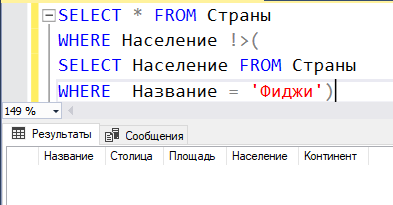 SELECT * FROM Страны
WHERE Население !>(
SELECT Население FROM Страны
WHERE  Название = 'Фиджи')
149 %
Результаты Сообщения
Название Столица Площадь Население Континент